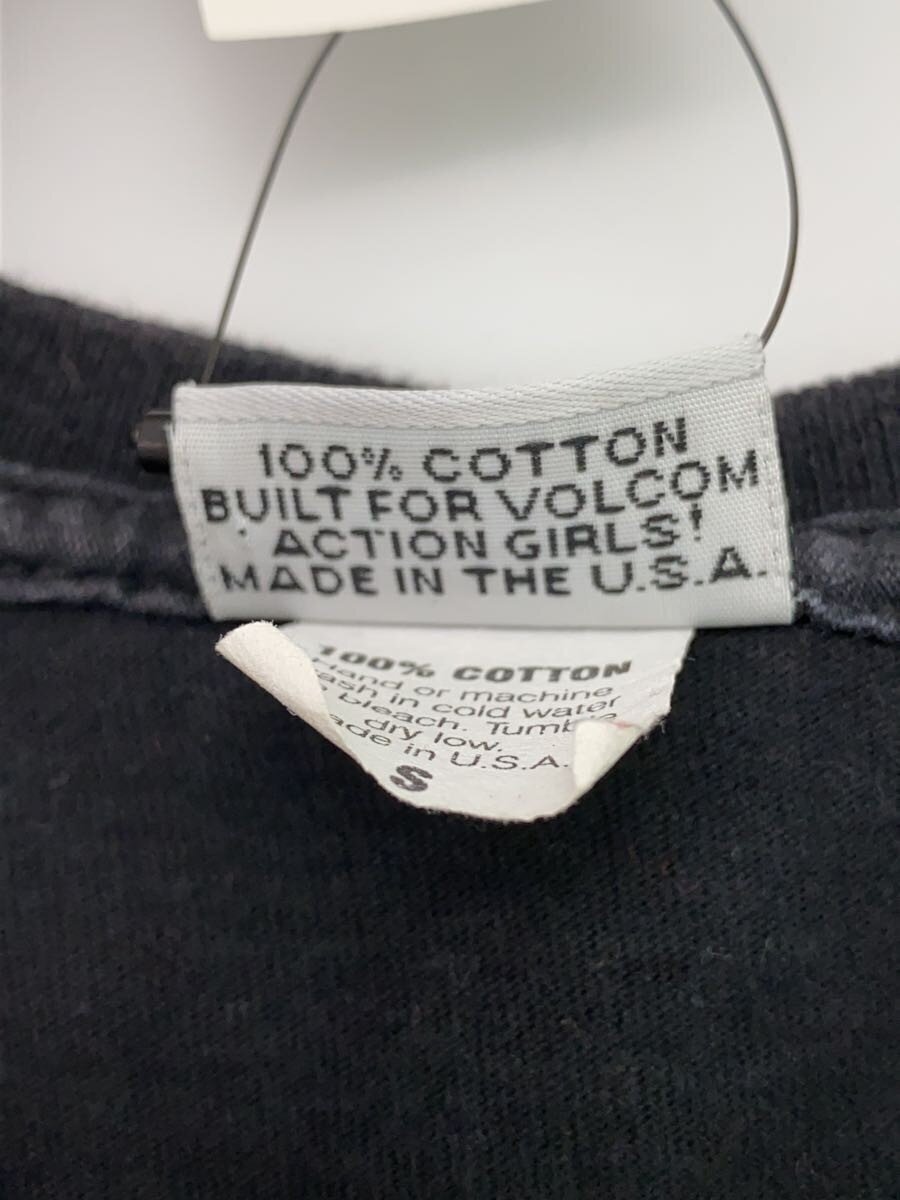 100% COTTON
BUILT FOR VOLCOM
ACTION GIRLS!
MADE IN THE U.S.A.
100% COTTON
Hand or machine
in cold water
bleach. Tumble
dry low.
in U.S.A.
S